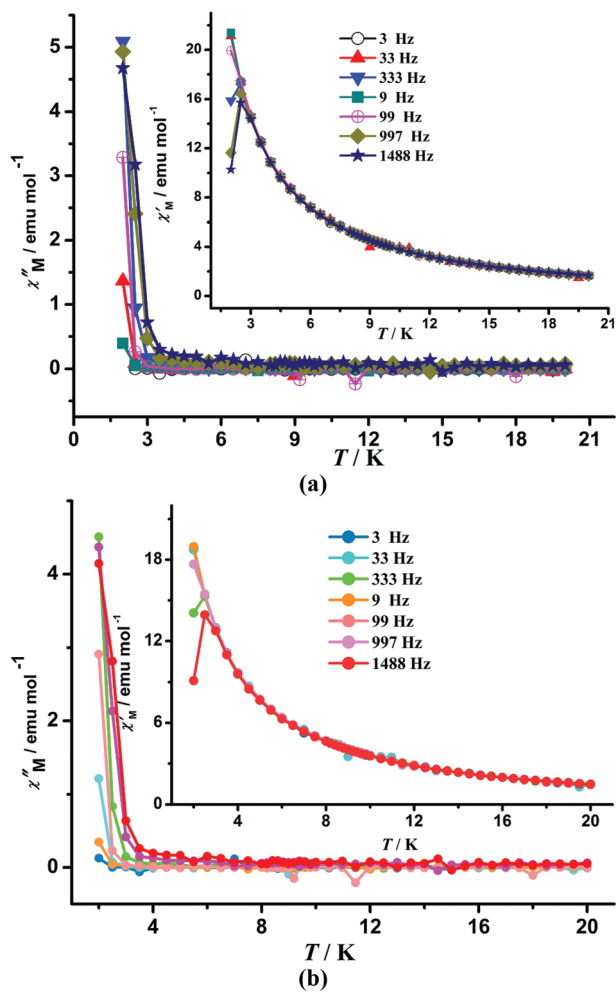 5
4
3
2
1
0
χ″M / emu mol⁻¹
0
3
6
9
12
15
18
21
T / K
20
16
12
8
4
0
χ′M / emu mol⁻¹
3
6
9
12
15
18
21
T / K
3 Hz
33 Hz
333 Hz
9 Hz
99 Hz
997 Hz
1488 Hz
(a)
4
2
0
χ″M / emu mol⁻¹
4
8
12
16
20
T / K
18
12
6
0
χ′M / emu mol⁻¹
4
8
12
16
20
T / K
3 Hz
33 Hz
333 Hz
9 Hz
99 Hz
997 Hz
1488 Hz
(b)